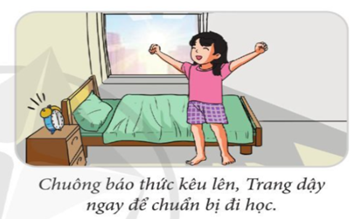 Chuông báo thức kêu lên, Trang dậy
ngay để chuẩn bị đi học.